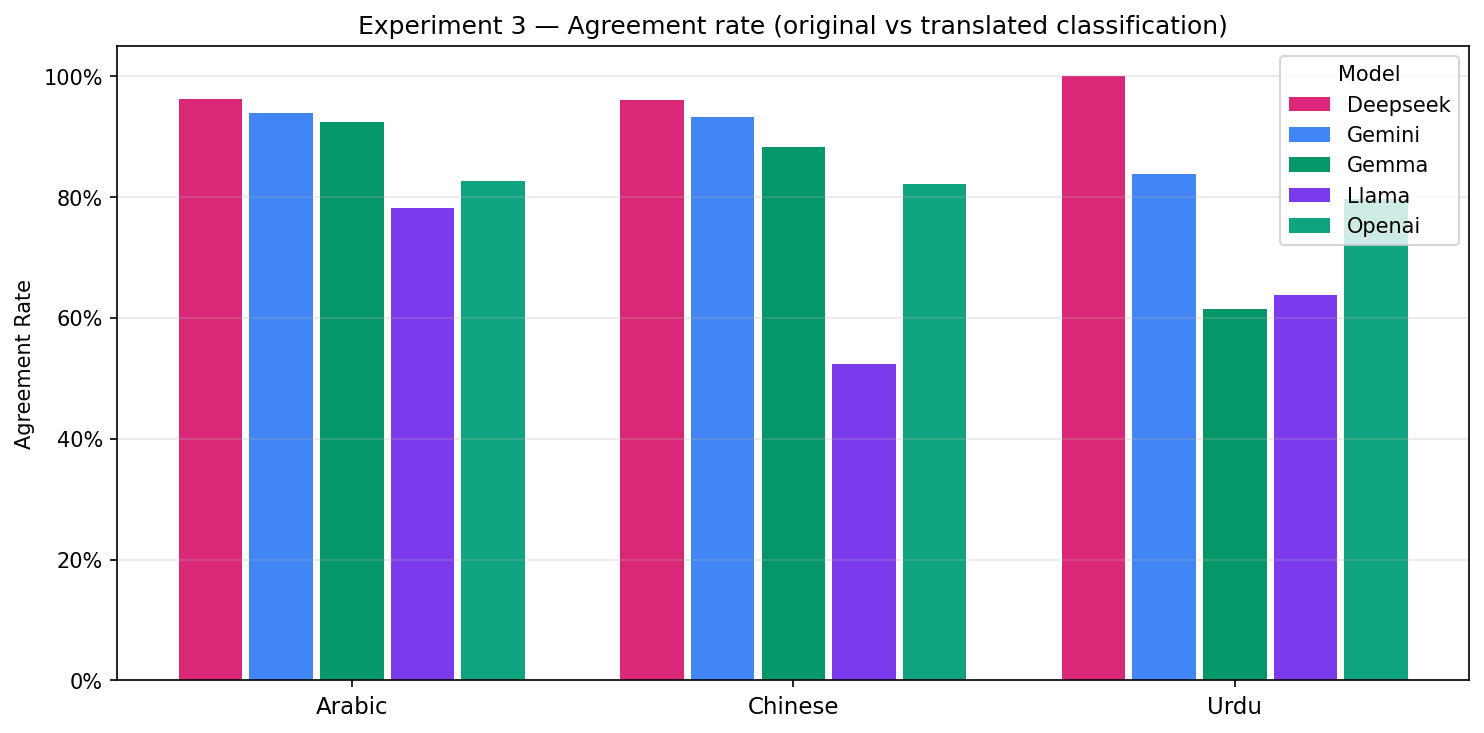 Experiment 3 — Agreement rate (original vs translated classification)
Agreement Rate
100%
80%
60%
40%
20%
0%
Model
Deepseek
Gemini
Gemma
Llama
Openai
Arabic Chinese Urdu